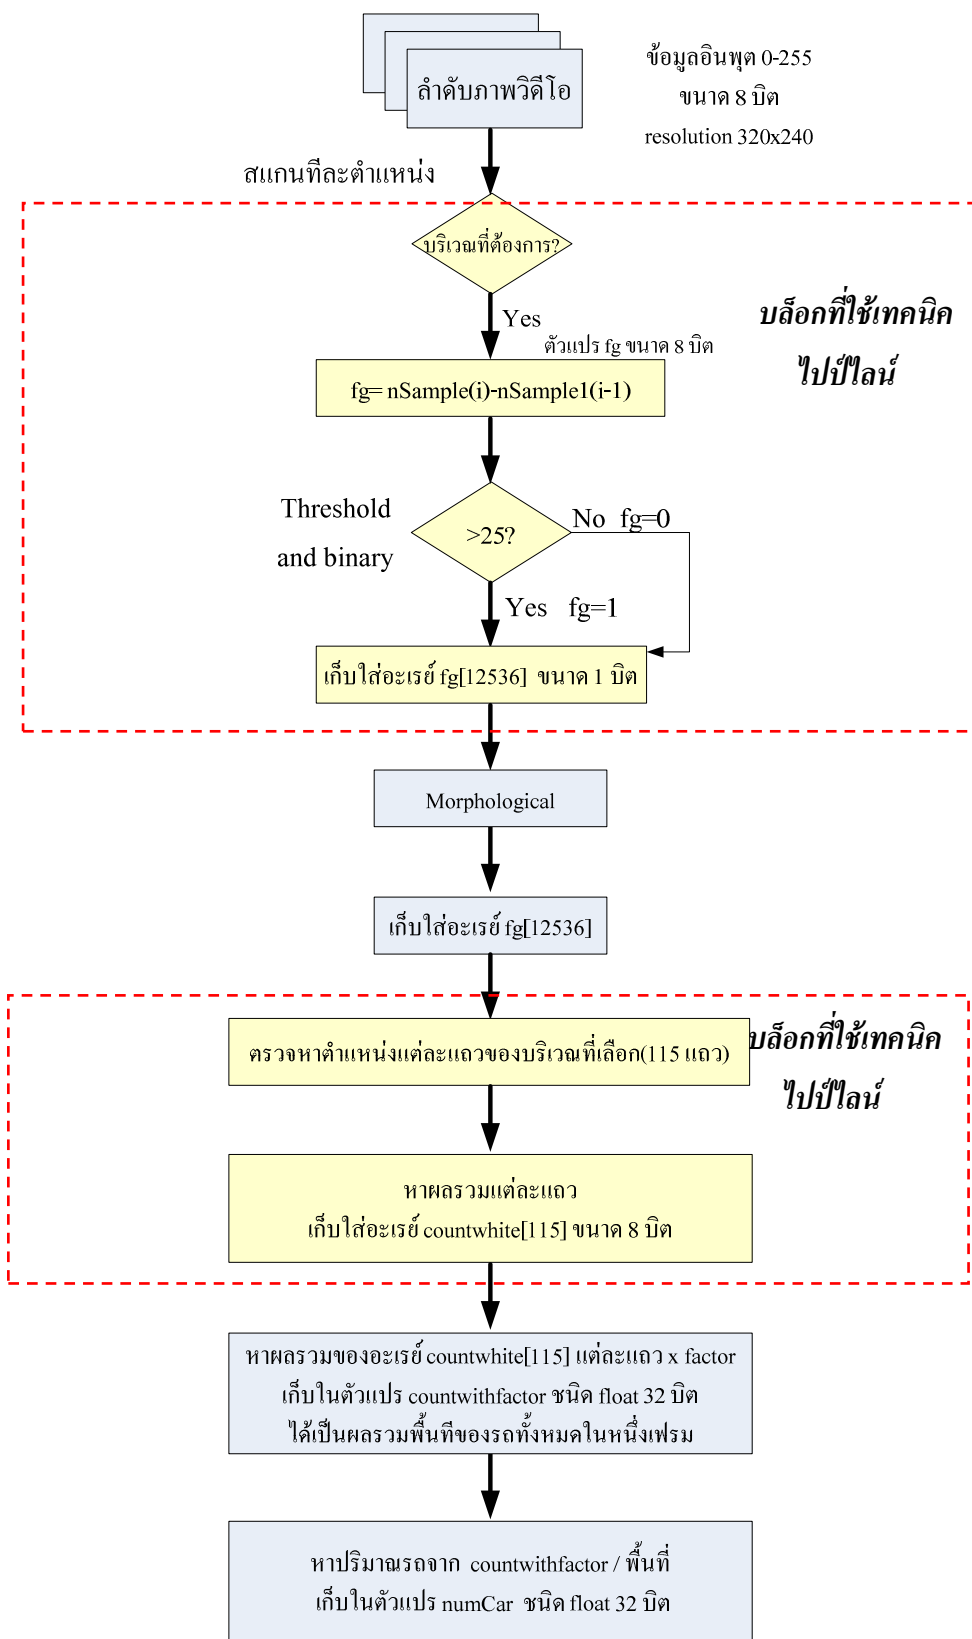 ลำดับภาพวิดีโอ
ข้อมูลอินพุต 0-255
ขนาด 8 บิต
resolution 320x240
สแกนทีละตำแหน่ง
บริเวณที่ต้องการ?
Yes
ตัวแปร fg ขนาด 8 บิต
บล็อกที่ใช้เทคนิค
ไปป์ไลน์
fg= nSample(i)-nSample1(i-1)
Threshold
and binary
>25?
No fg=0
Yes fg=1
เก็บใส่อะเรย์ fg[12536] ขนาด 1 บิต
Morphological
เก็บใส่อะเรย์ fg[12536]
บล็อกที่ใช้เทคนิค
ไปป์ไลน์
ตรวจหาตำแหน่งแต่ละแถวของบริเวณที่เลือก(115 แถว)
หาผลรวมแต่ละแถว
เก็บใส่อะเรย์ countwhite[115] ขนาด 8 บิต
หาผลรวมของอะเรย์ countwhite[115] แต่ละแถว x factor
เก็บในตัวแปร countwithfactor ชนิด float 32 บิต
ได้เป็นผลรวมพื้นที่ของรถทั้งหมดในหนึ่งเฟรม
หาปริมาณรถจาก countwithfactor / พื้นที่
เก็บในตัวแปร numCar ชนิด float 32 บิต